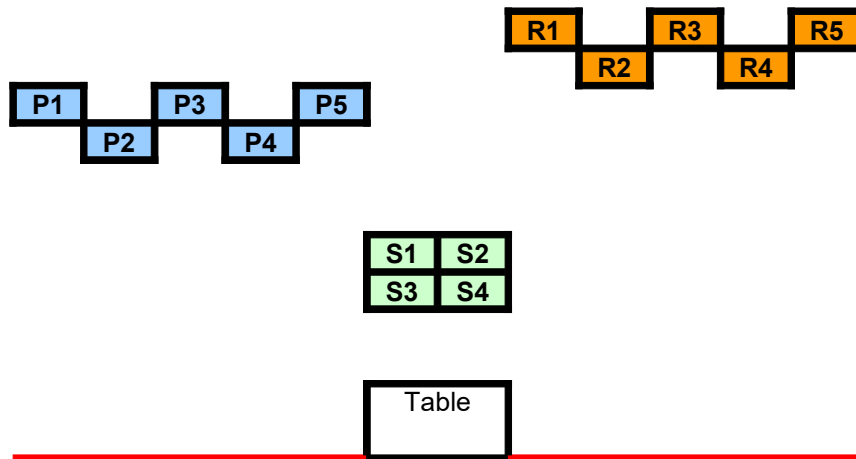 R1 R3 R5
R2 R4
P1 P3 P5
P2 P4
S1 S2
S3 S4
Table